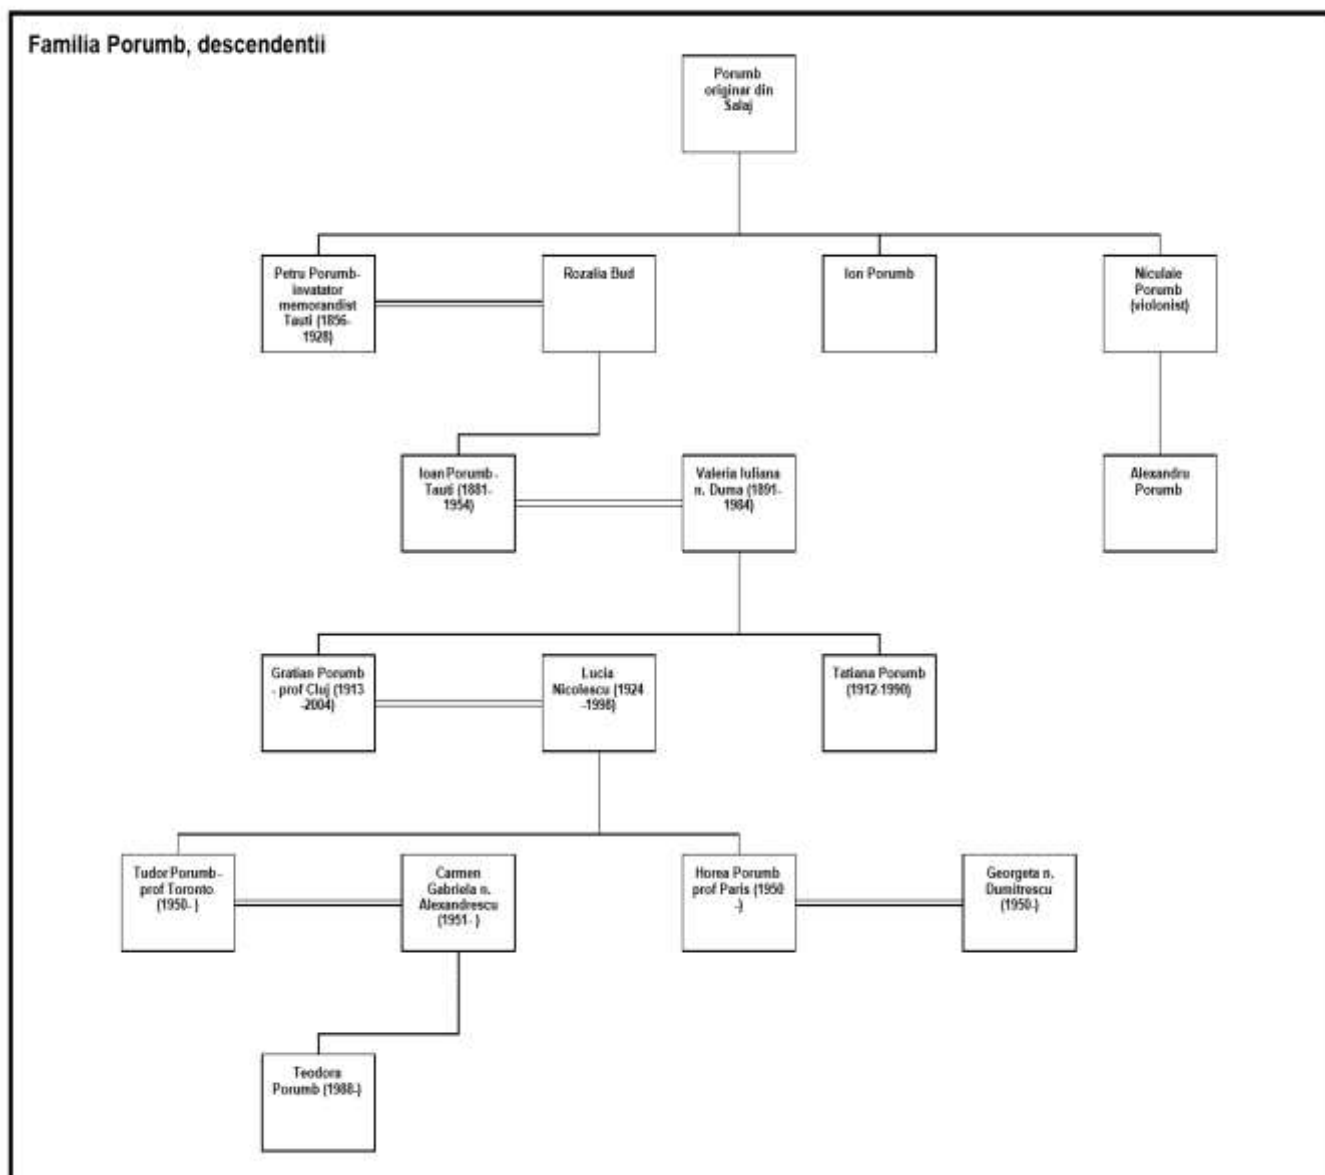 Familia Porumb, descendentii
Porumb
originar din
Salaj
Petru Porumb-
invatator
memorandist
Tauti (1856-
1928)
Rozalia Bud
Ion Porumb
Niculaie
Porumb
(violonist)
Ioan Porumb -
Tauti (1881-
1954)
Valeria Iuliana
n. Duma (1891-
1984)
Alexandru
Porumb
Gratian Porumb
- prof Cluj (1913
-2004)
Lucia
Nicolescu (1924
-1998)
Tatiana Porumb
(1912-1990)
Tudor Porumb -
prof Toronto
(1950- )
Carmen
Gabriela n.
Alexandrescu
(1951- )
Horea Porumb
prof Paris (1950
-)
Georgeta n.
Dumitrescu
(1950-)
Teodora
Porumb (1988-)